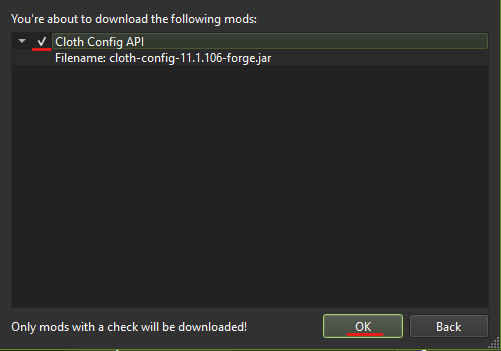 You're about to download the following mods:
Cloth Config API
Filename: cloth-config-11.1.106-forge.jar
Only mods with a check will be downloaded!
OK
Back